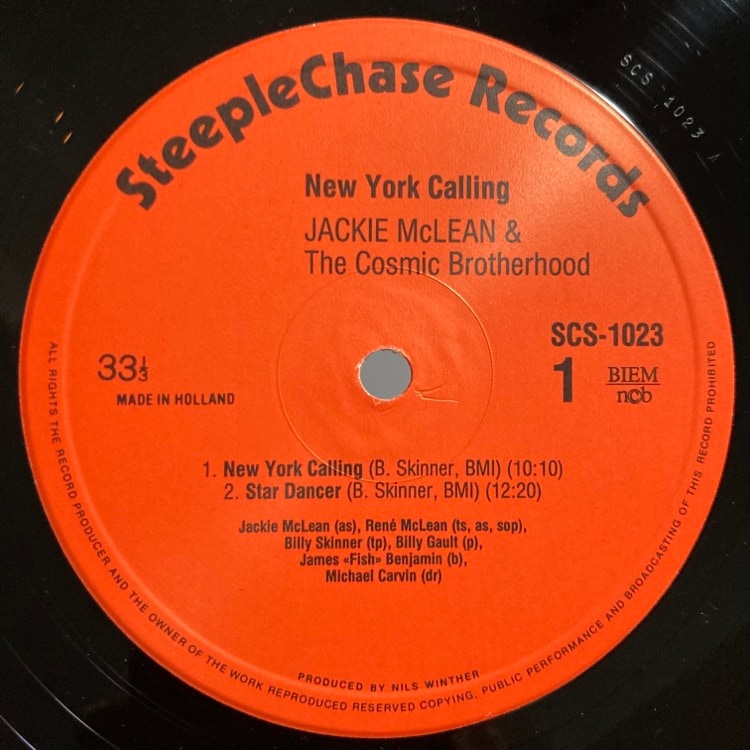 SteepleChase Records
SCS 1023 A
New York Calling
JACKIE McLEAN &
The Cosmic Brotherhood
SCS-1023
33⅓
1
BIEM
ncb
MADE IN HOLLAND
1. New York Calling (B. Skinner, BMI) (10:10)
2. Star Dancer (B. Skinner, BMI) (12:20)
Jackie McLean (as), René McLean (ts, as, sop),
Billy Skinner (tp), Billy Gault (p),
James «Fish» Benjamin (b),
Michael Carvin (dr)
PRODUCED BY NILS WINTHER
ALL RIGHTS THE RECORD PRODUCER AND THE OWNER OF THE WORK REPRODUCED RESERVED COPYING, PUBLIC PERFORMANCE AND BROADCASTING OF THIS RECORD PROHIBITED